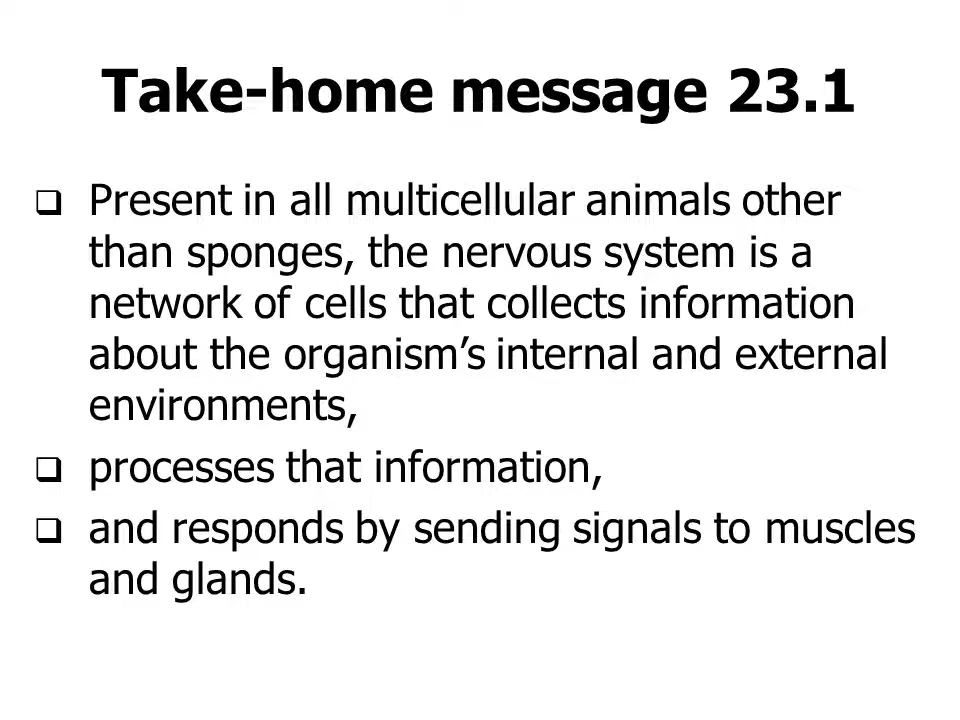 Take-home message 23.1
❑ Present in all multicellular animals other
than sponges, the nervous system is a
network of cells that collects information
about the organism’s internal and external
environments,
❑ processes that information,
❑ and responds by sending signals to muscles
and glands.